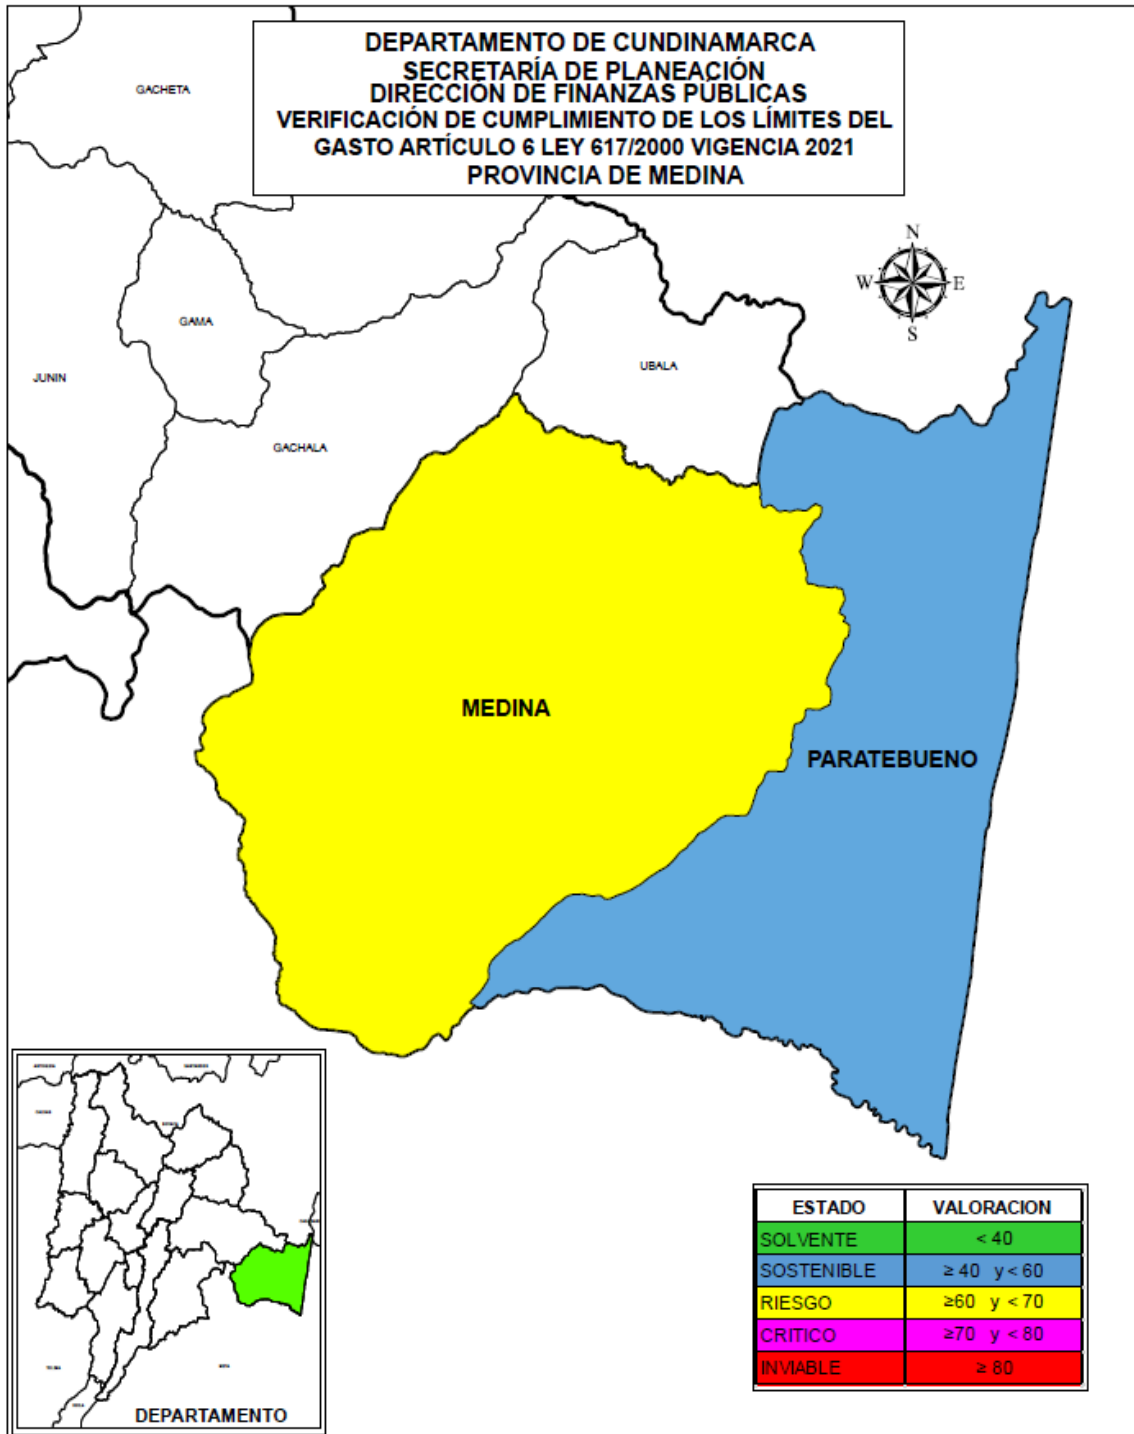 DEPARTAMENTO DE CUNDINAMARCA
SECRETARÍA DE PLANEACIÓN
DIRECCIÓN DE FINANZAS PÚBLICAS
VERIFICACIÓN DE CUMPLIMIENTO DE LOS LÍMITES DEL
GASTO ARTÍCULO 6 LEY 617/2000 VIGENCIA 2021
PROVINCIA DE MEDINA
GACHETA
N
W E
S
GAMA
UBALA
JUNIN
GACHALA
MEDINA
PARATEBUENO
DEPARTAMENTO
ESTADO VALORACION
SOLVENTE < 40
SOSTENIBLE ≥ 40 y < 60
RIESGO ≥60 y < 70
CRITICO ≥70 y < 80
INVIABLE ≥ 80